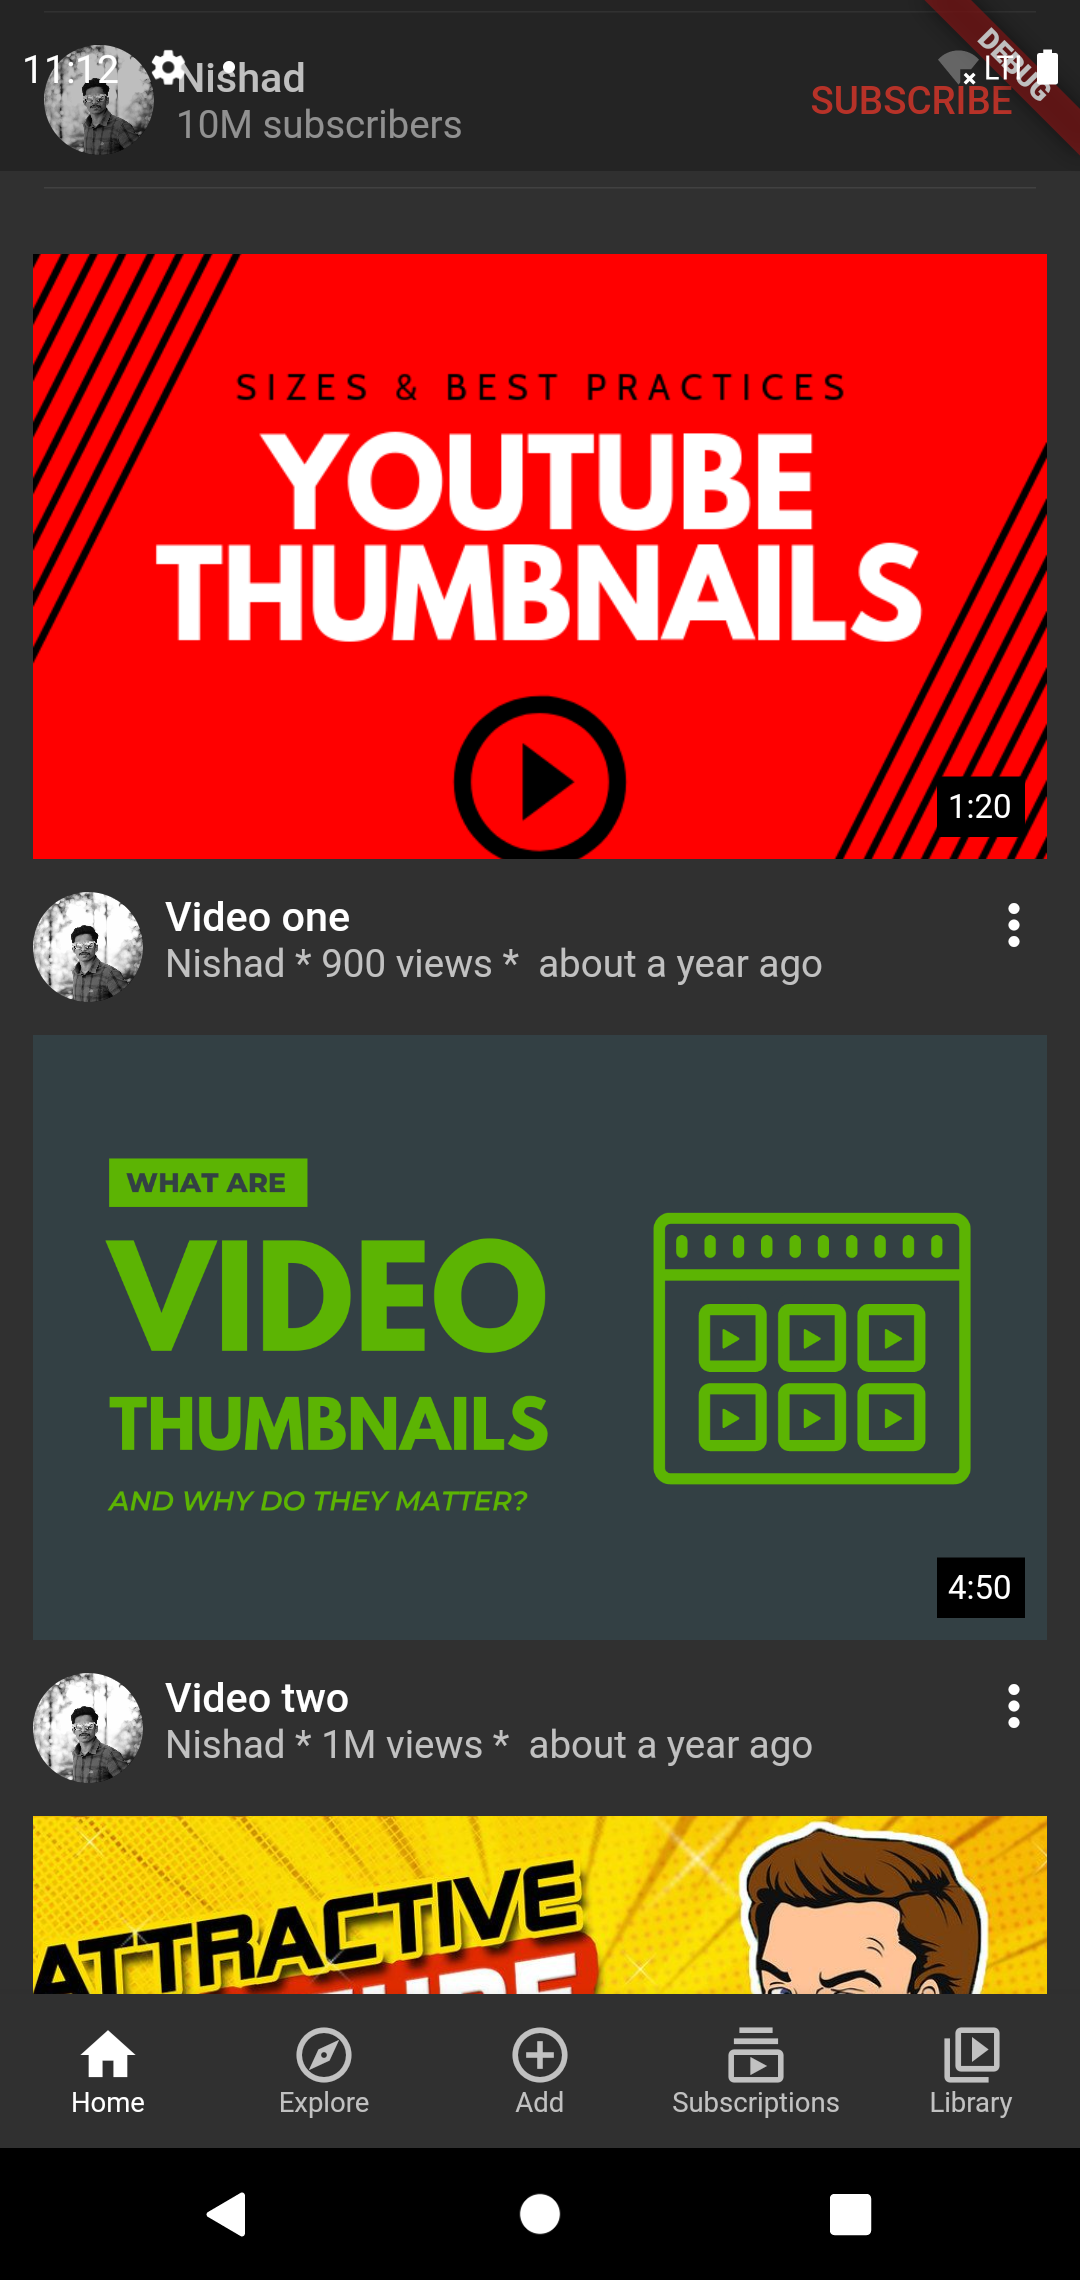 11:12
DEBUG
Nishad
10M subscribers
SUBSCRIBE
SIZES & BEST PRACTICES
YOUTUBE
THUMBNAILS
1:20
Video one
Nishad * 900 views *  about a year ago
WHAT ARE
VIDEO
THUMBNAILS
AND WHY DO THEY MATTER?
4:50
Video two
Nishad * 1M views *  about a year ago
ATTRACTIVE
Home
Explore
Add
Subscriptions
Library